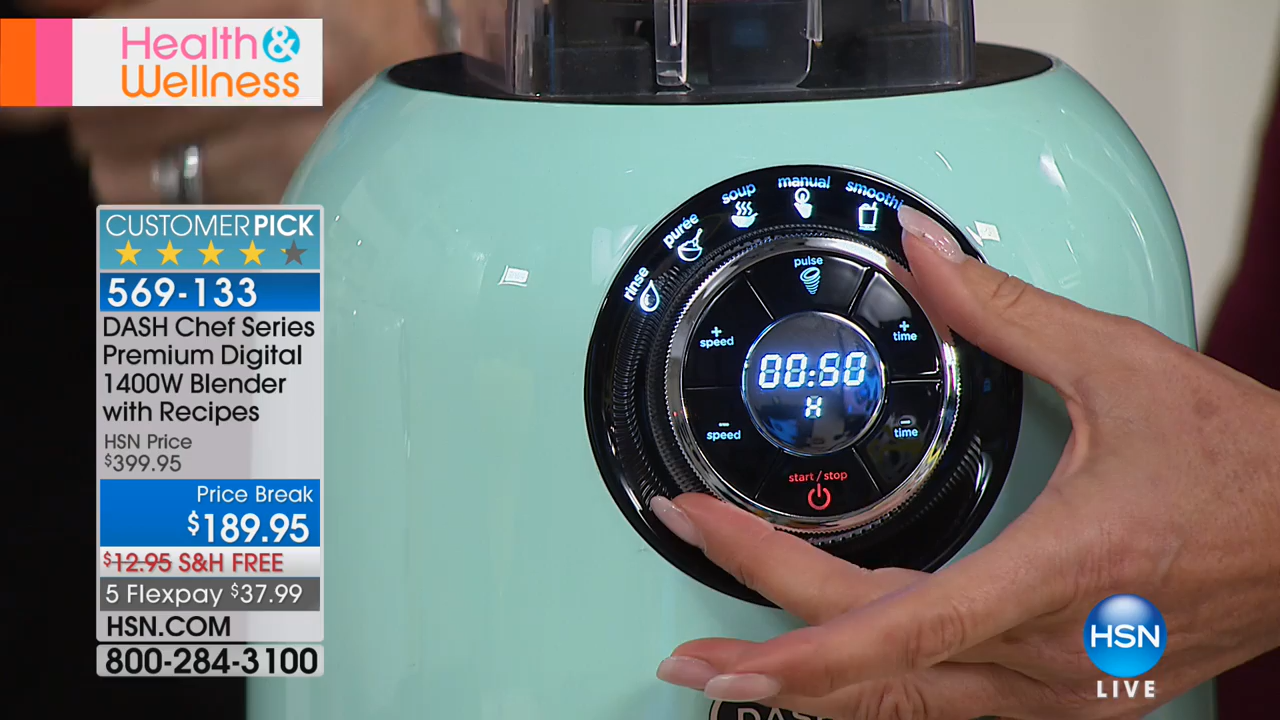 Health &
Wellness
CUSTOMER PICK
569-133
DASH Chef Series
Premium Digital
1400W Blender
with Recipes
HSN Price
$399.95
Price Break
$189.95
$12.95 S&H FREE
5 Flexpay $37.99
HSN.COM
800-284-3100
rinse
purée
soup
manual
smoothi
pulse
+
speed
+
time
00:50
H
-
speed
-
time
start/stop
DASH
HSN
LIVE